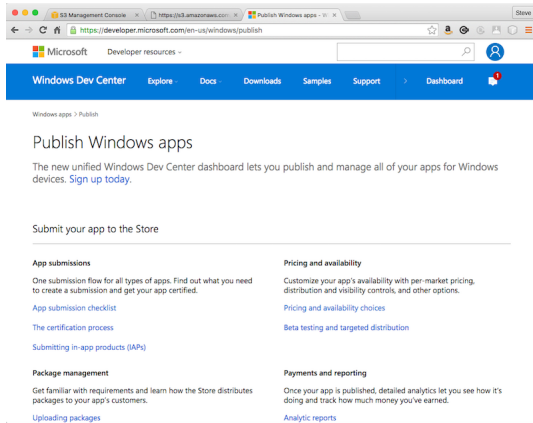 S3 Management Console
https://s3.amazonaws.com
Publish Windows apps - Wi
Steve
https://developer.microsoft.com/en-us/windows/publish
Microsoft
Developer resources
Windows Dev Center
Explore
Docs
Downloads
Samples
Support
Dashboard
1
Windows apps > Publish
Publish Windows apps
The new unified Windows Dev Center dashboard lets you publish and manage all of your apps for Windows
devices. Sign up today.
Submit your app to the Store
App submissions
One submission flow for all types of apps. Find out what you need
to create a submission and get your app certified.
App submission checklist
The certification process
Submitting in-app products (IAPs)
Pricing and availability
Customize your app's availability with per-market pricing,
distribution and visibility controls, and other options.
Pricing and availability choices
Beta testing and targeted distribution
Package management
Get familiar with requirements and learn how the Store distributes
packages to your app's customers.
Uploading packages
Payments and reporting
Once your app is published, detailed analytics let you see how it's
doing and track how much money you've earned.
Analytic reports